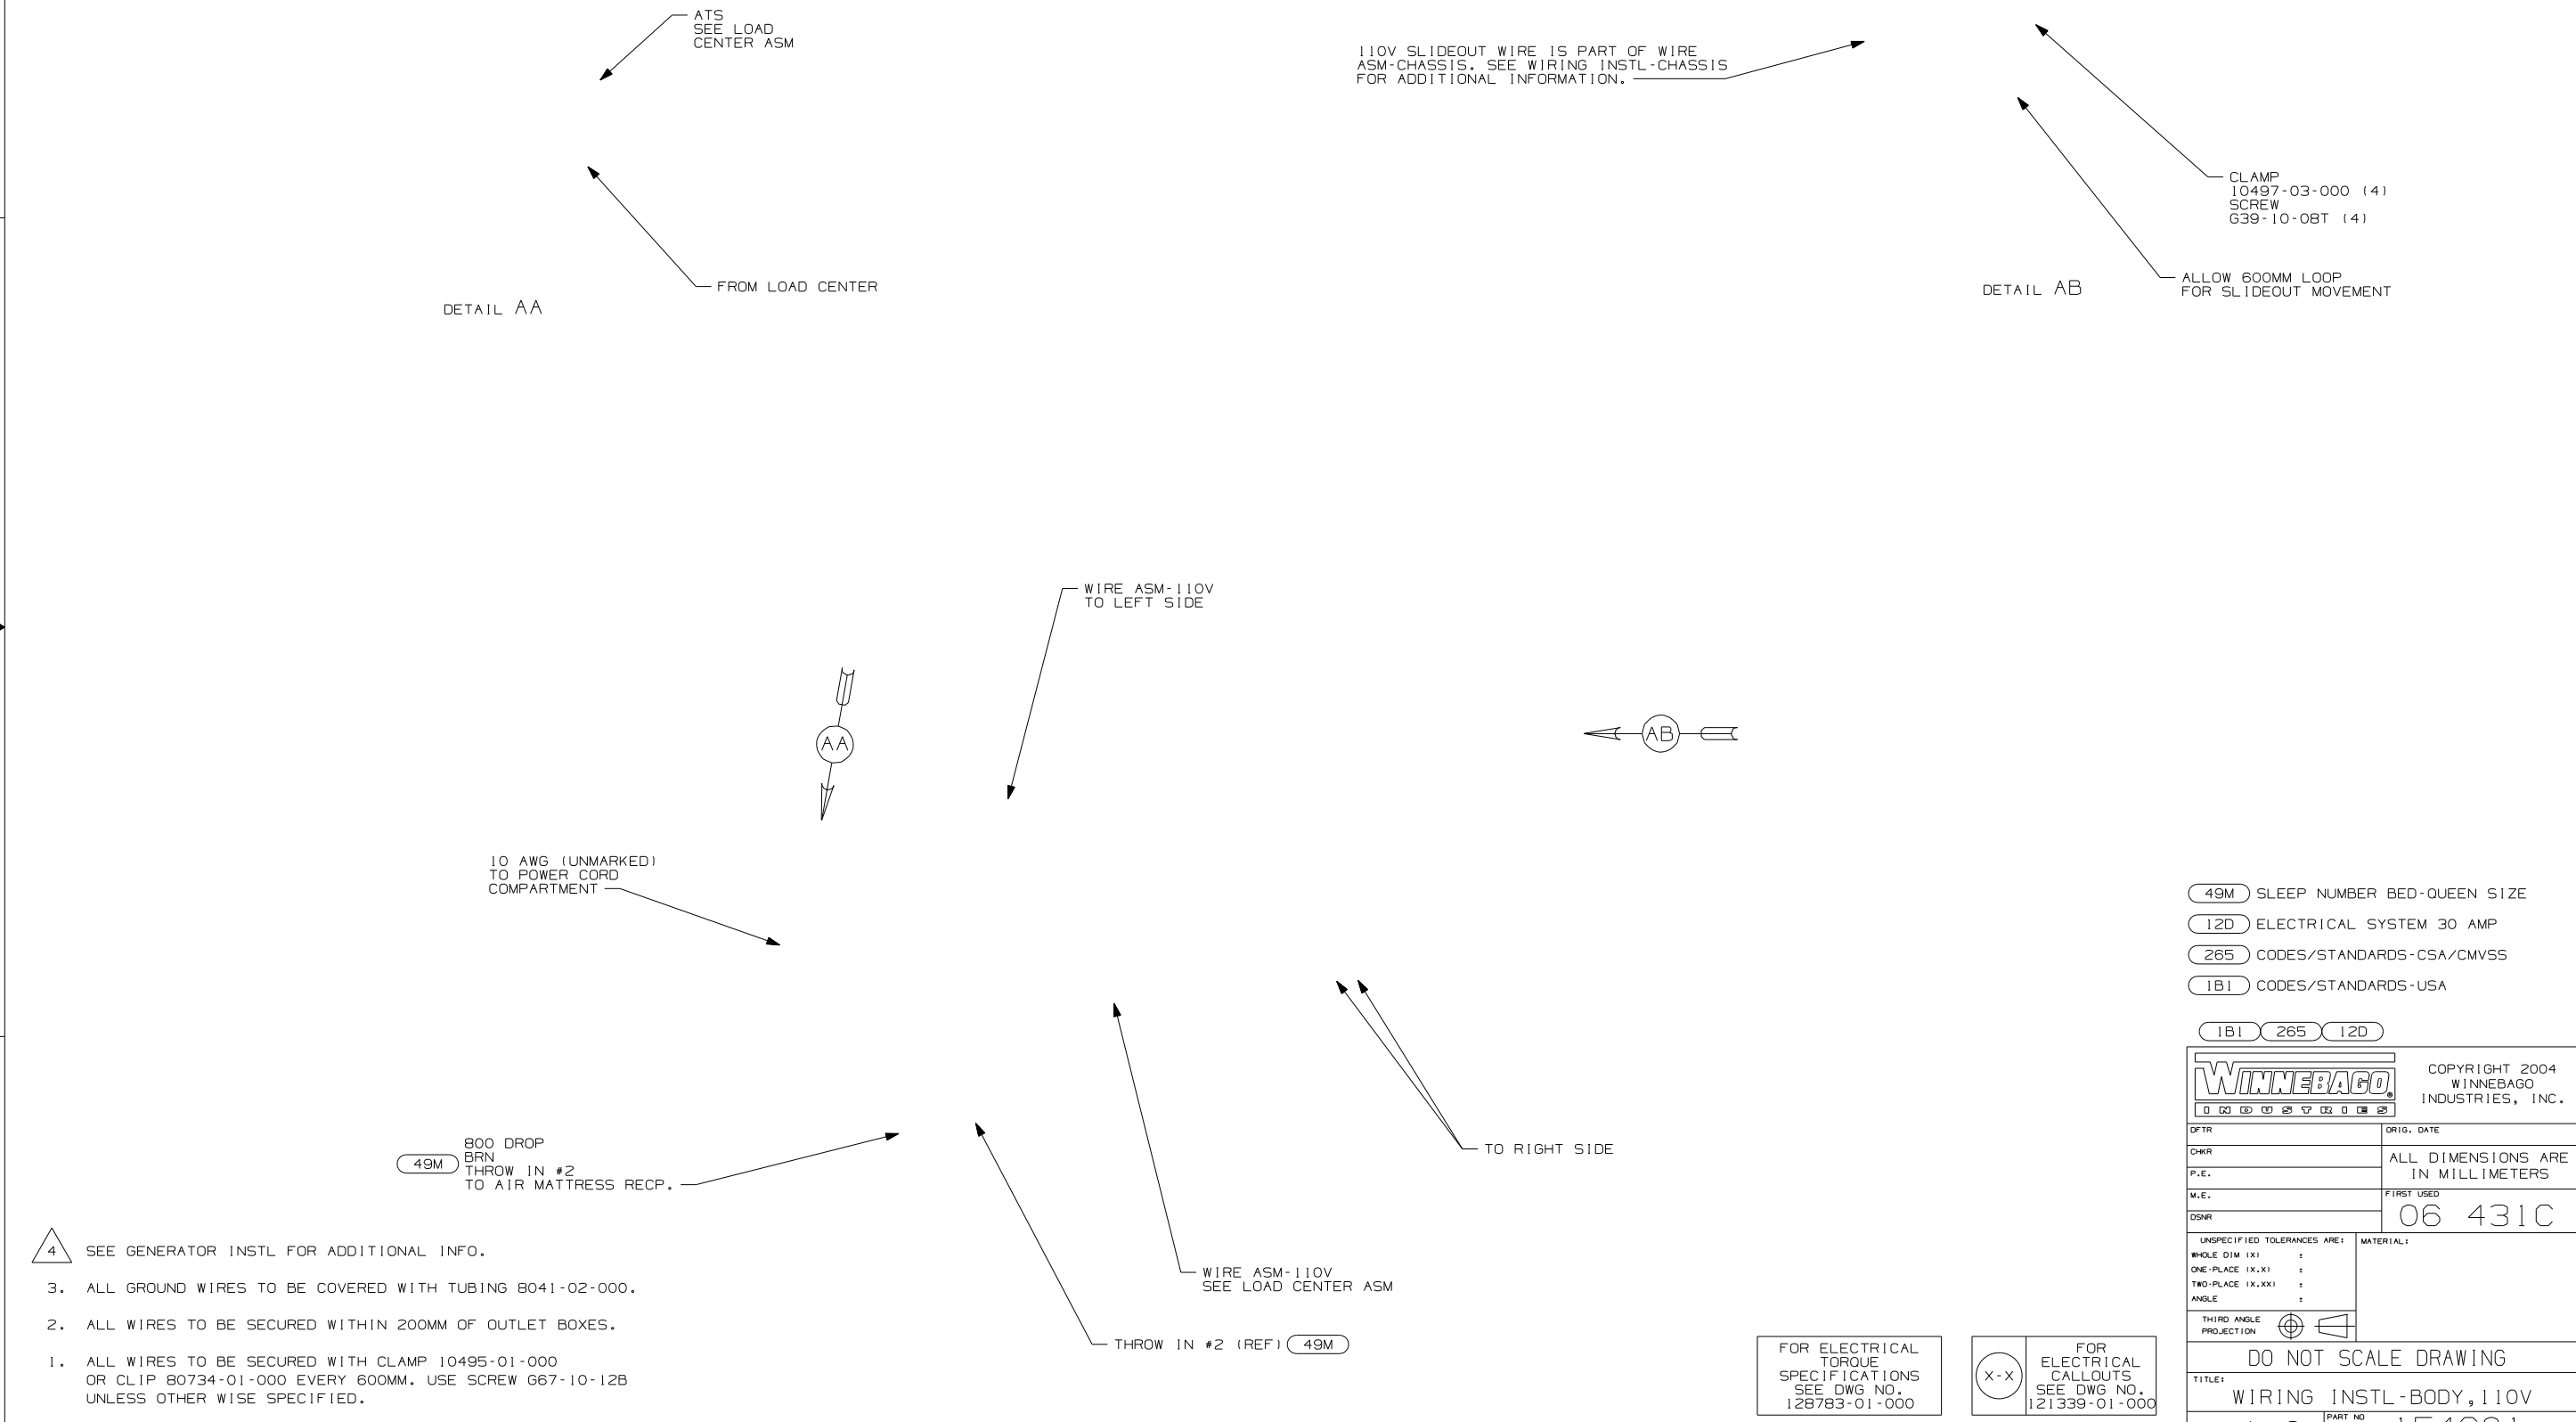 ATS
SEE LOAD
CENTER ASM
FROM LOAD CENTER
DETAIL AA
110V SLIDEOUT WIRE IS PART OF WIRE
ASM-CHASSIS. SEE WIRING INSTL-CHASSIS
FOR ADDITIONAL INFORMATION.
CLAMP
10497-03-000 (4)
SCREW
G39-10-08T (4)
ALLOW 600MM LOOP
FOR SLIDEOUT MOVEMENT
DETAIL AB
WIRE ASM-110V
TO LEFT SIDE
AA
AB
10 AWG (UNMARKED)
TO POWER CORD
COMPARTMENT
49M
800 DROP
BRN
THROW IN #2
TO AIR MATTRESS RECP.
TO RIGHT SIDE
WIRE ASM-110V
SEE LOAD CENTER ASM
THROW IN #2 (REF) 49M
4 SEE GENERATOR INSTL FOR ADDITIONAL INFO.
3. ALL GROUND WIRES TO BE COVERED WITH TUBING 8041-02-000.
2. ALL WIRES TO BE SECURED WITHIN 200MM OF OUTLET BOXES.
1. ALL WIRES TO BE SECURED WITH CLAMP 10495-01-000
OR CLIP 80734-01-000 EVERY 600MM. USE SCREW G67-10-12B
UNLESS OTHER WISE SPECIFIED.
FOR ELECTRICAL
TORQUE
SPECIFICATIONS
SEE DWG NO.
128783-01-000
X-X
FOR
ELECTRICAL
CALLOUTS
SEE DWG NO.
121339-01-000
49M SLEEP NUMBER BED-QUEEN SIZE
12D ELECTRICAL SYSTEM 30 AMP
265 CODES/STANDARDS-CSA/CMVSS
1B1 CODES/STANDARDS-USA
1B1 265 12D
WINNEBAGO
INDUSTRIES
COPYRIGHT 2004
WINNEBAGO
INDUSTRIES, INC.
DFTR
ORIG. DATE
CHKR
ALL DIMENSIONS ARE
IN MILLIMETERS
P.E.
M.E.
FIRST USED
06 431C
DSNR
UNSPECIFIED TOLERANCES ARE:
WHOLE DIM (X) ±
ONE-PLACE (X.X) ±
TWO-PLACE (X.XX) ±
ANGLE ±
MATERIAL:
THIRD ANGLE
PROJECTION
DO NOT SCALE DRAWING
TITLE:
WIRING INSTL-BODY,110V
PART NO